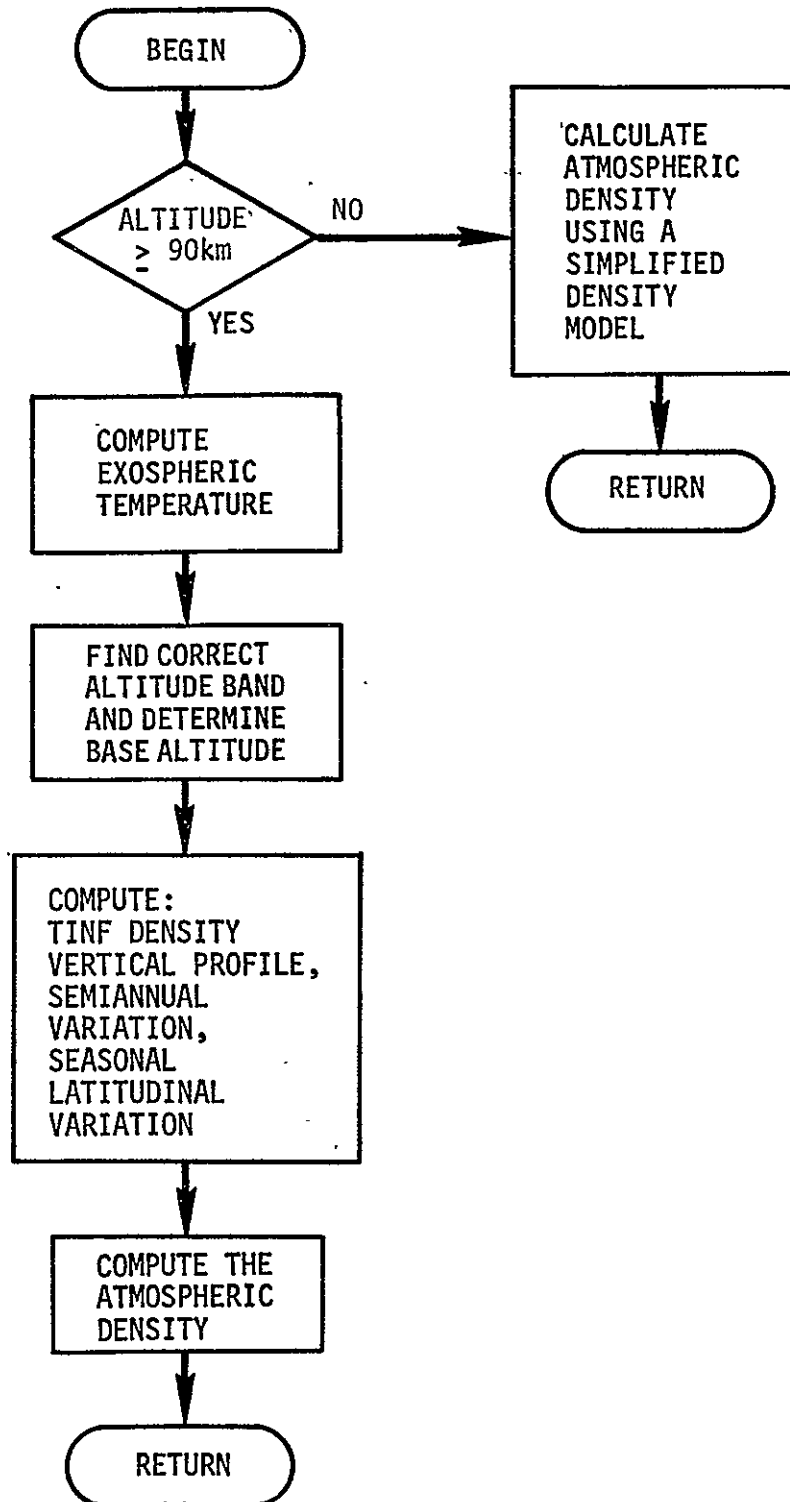 BEGIN
ALTITUDE
≥ 90km
NO
YES
CALCULATE
ATMOSPHERIC
DENSITY
USING A
SIMPLIFIED
DENSITY
MODEL
RETURN
COMPUTE
EXOSPHERIC
TEMPERATURE
FIND CORRECT
ALTITUDE BAND
AND DETERMINE
BASE ALTITUDE
COMPUTE:
TINF DENSITY
VERTICAL PROFILE,
SEMIANNUAL
VARIATION,
SEASONAL
LATITUDINAL
VARIATION
COMPUTE THE
ATMOSPHERIC
DENSITY
RETURN